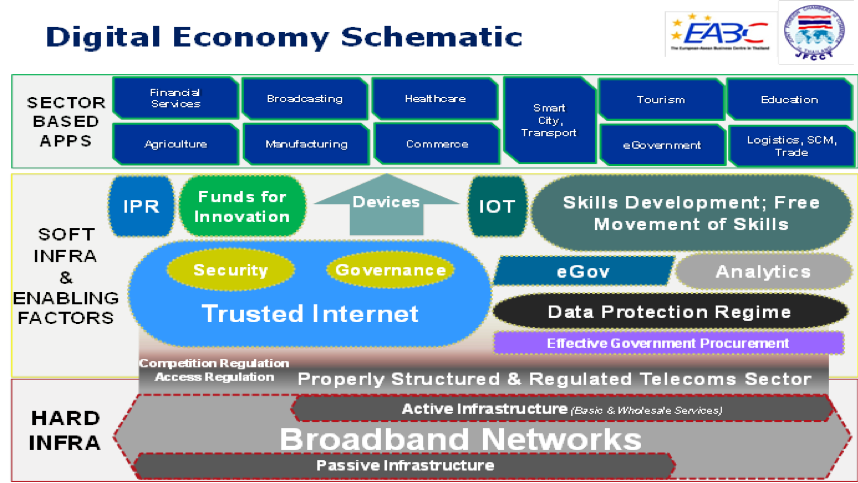 Digital Economy Schematic
EABC
The European-Asian Business Centre in Thailand
JFCCT
SECTOR
BASED
APPS
Financial
Services
Broadcasting
Healthcare
Smart
City,
Transport
Tourism
Education
Agriculture
Manufacturing
Commerce
eGovernment
Logistics, SCM,
Trade
SOFT
INFRA
&
ENABLING
FACTORS
IPR
Funds for
Innovation
Devices
IOT
Skills Development; Free
Movement of Skills
Security
Governance
Trusted Internet
eGov
Analytics
Data Protection Regime
Effective Government Procurement
Competition Regulation
Access Regulation
Properly Structured & Regulated Telecoms Sector
HARD
INFRA
Active Infrastructure (Basic & Wholesale Services)
Broadband Networks
Passive Infrastructure